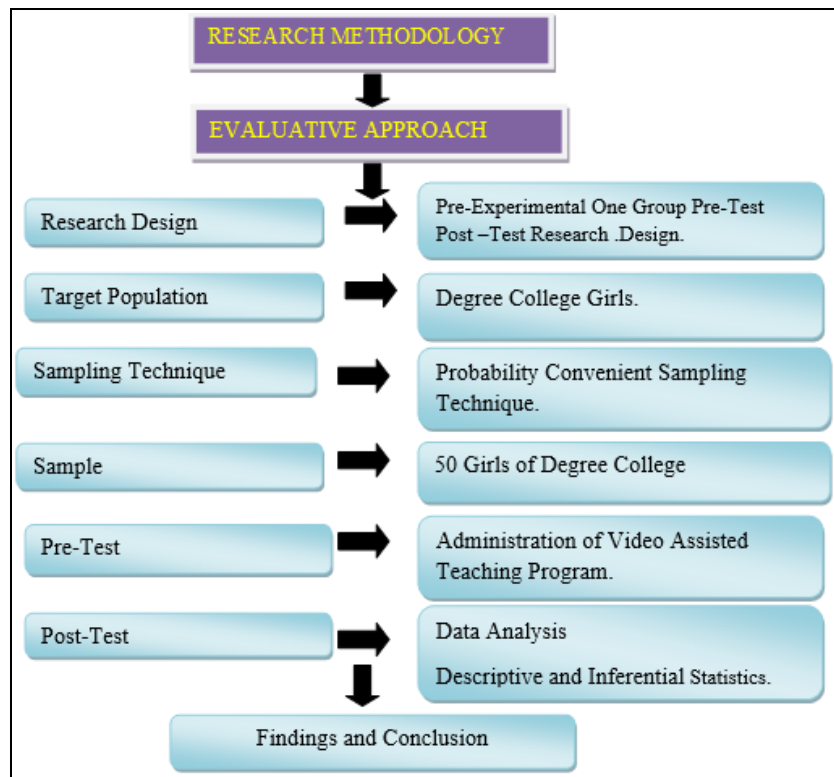 RESEARCH METHODOLOGY
EVALUATIVE APPROACH
Research Design
Pre-Experimental One Group Pre-Test
Post –Test Research .Design.
Target Population
Degree College Girls.
Sampling Technique
Probability Convenient Sampling
Technique.
Sample
50 Girls of Degree College
Pre-Test
Administration of Video Assisted
Teaching Program.
Post-Test
Data Analysis
Descriptive and Inferential Statistics.
Findings and Conclusion